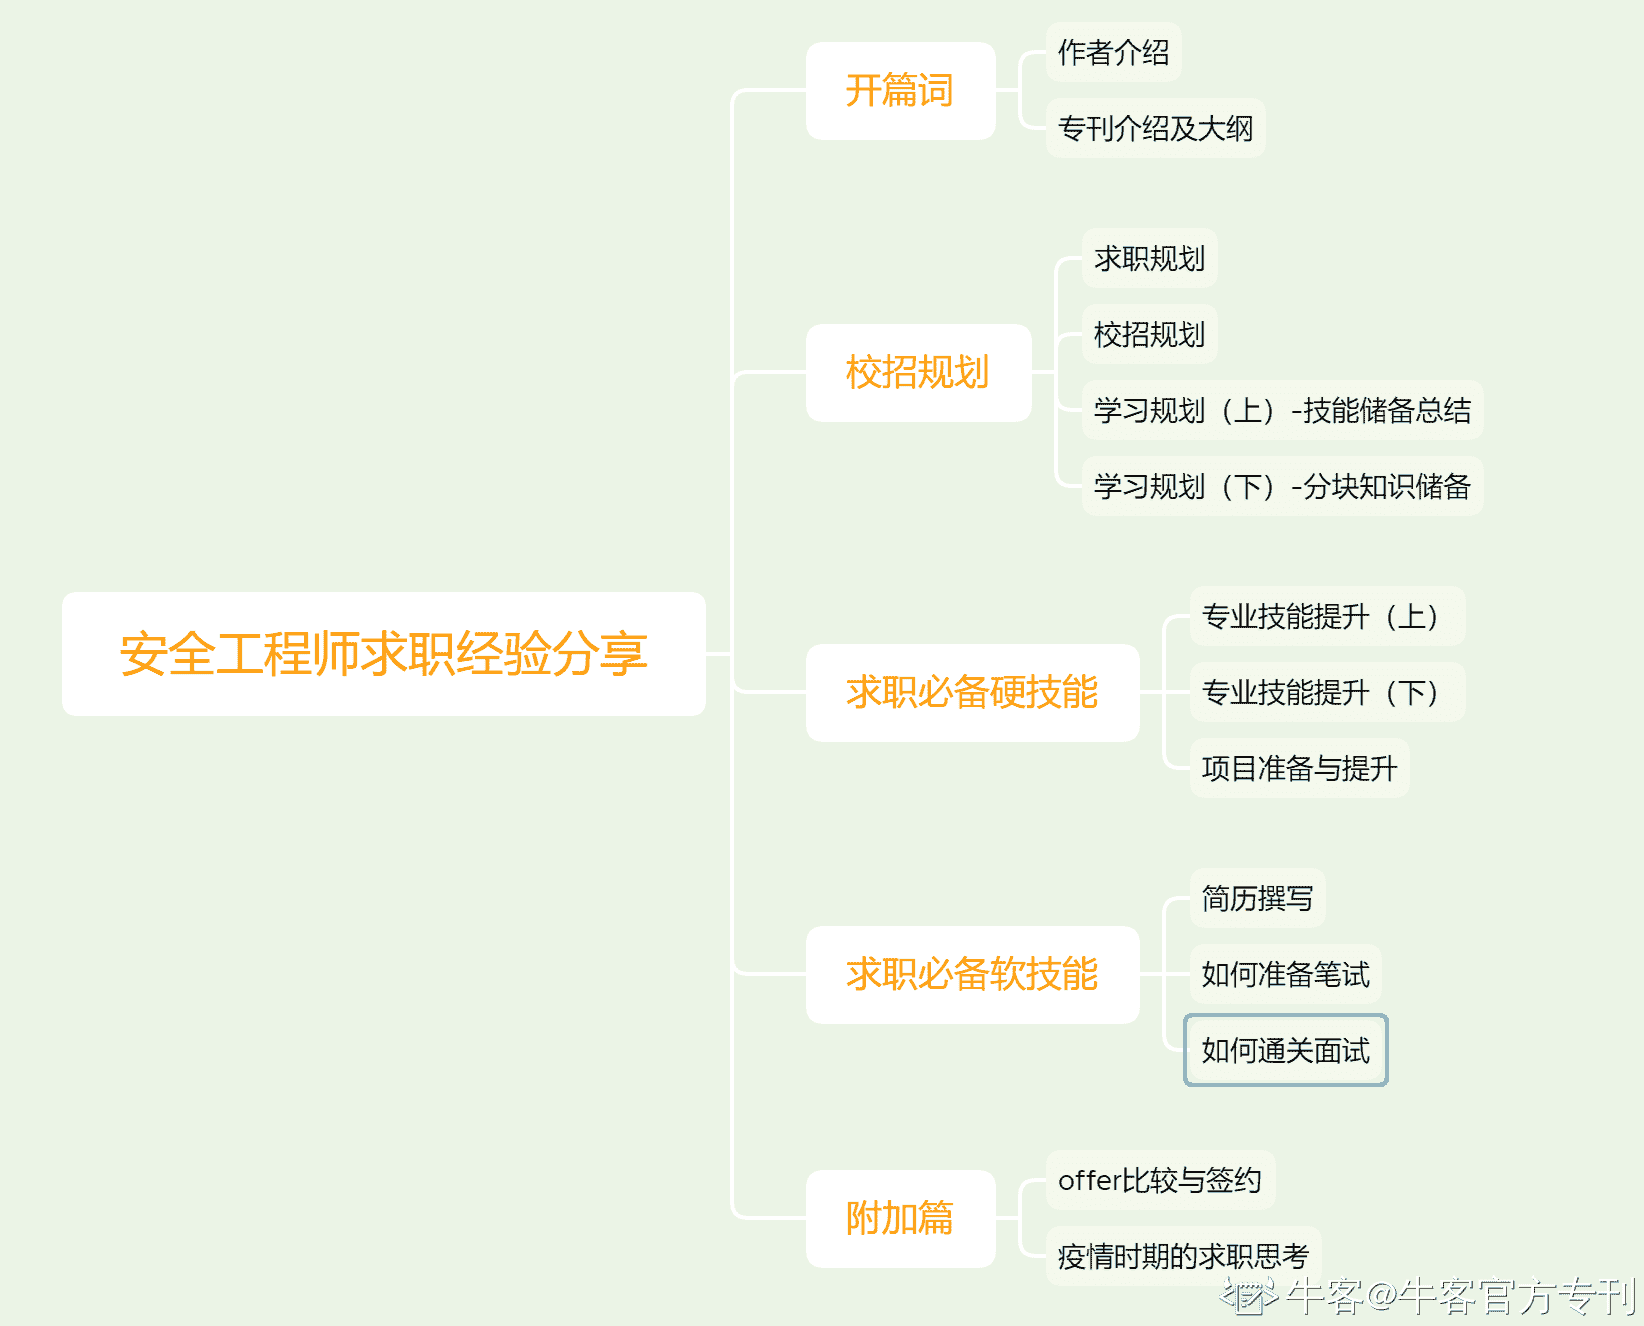 安全工程师求职经验分享
开篇词
作者介绍
专刊介绍及大纲
校招规划
求职规划
校招规划
学习规划（上）-技能储备总结
学习规划（下）-分块知识储备
求职必备硬技能
专业技能提升（上）
专业技能提升（下）
项目准备与提升
求职必备软技能
简历撰写
如何准备笔试
如何通关面试
附加篇
offer比较与签约
疫情时期的求职思考
牛客@牛客官方专刊